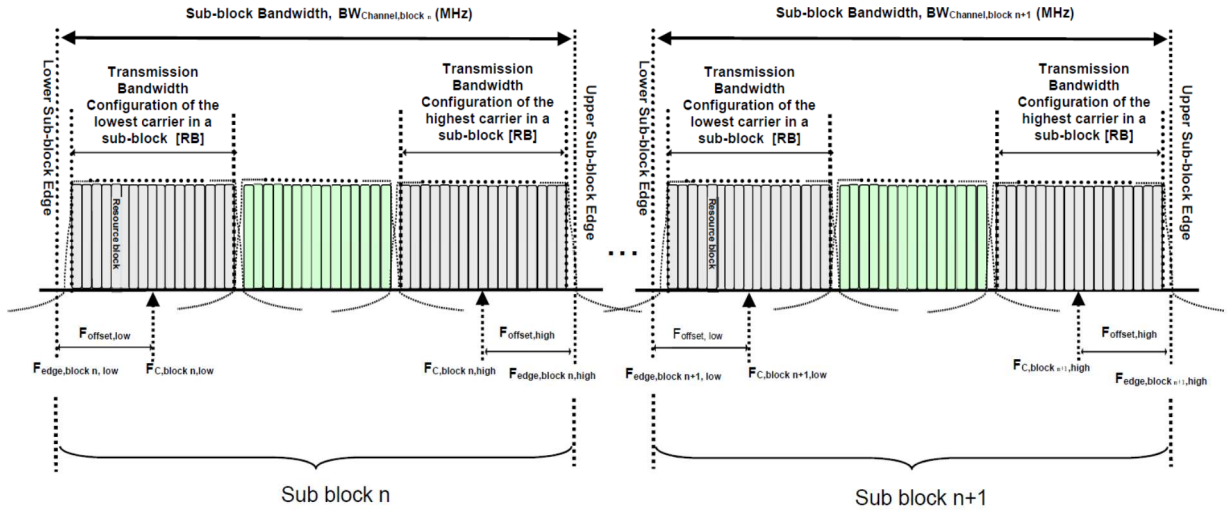 Sub-block Bandwidth, BWChannel,block n (MHz)
Sub-block Bandwidth, BWChannel,block n+1 (MHz)
Lower Sub-block Edge
Transmission
Bandwidth
Configuration of the
lowest carrier in a
sub-block [RB]
Transmission
Bandwidth
Configuration of the
highest carrier in a
sub-block [RB]
Upper Sub-block Edge
Resource block
...
Lower Sub-block Edge
Transmission
Bandwidth
Configuration of the
lowest carrier in a
sub-block [RB]
Transmission
Bandwidth
Configuration of the
highest carrier in a
sub-block [RB]
Upper Sub-block Edge
Resource block
Foffset,low
Foffset,high
Fedge,block n, low
FC,block n,low
FC,block n,high
Fedge,block n,high
Foffset, low
Foffset,high
Fedge,block n+1, low
FC,block n+1,low
FC,block n+1,high
Fedge,block n+1,high
Sub block n
Sub block n+1